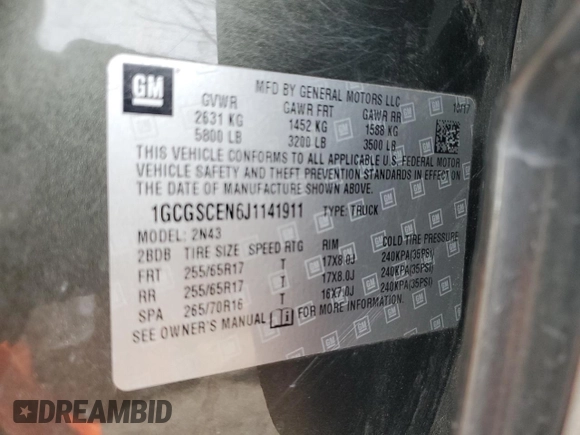 GM
MFD BY GENERAL MOTORS LLC
10/17
GVWR GAWR FRT GAWR RR
2631 KG 1452 KG 1588 KG
5800 LB 3200 LB 3500 LB
THIS VEHICLE CONFORMS TO ALL APPLICABLE U.S. FEDERAL MOTOR
VEHICLE SAFETY AND THEFT PREVENTION STANDARDS IN EFFECT ON THE
DATE OF MANUFACTURE SHOWN ABOVE.
1GCGSCEN6J1141911 TYPE: TRUCK
MODEL: 2N43
2BDB TIRE SIZE SPEED RTG RIM COLD TIRE PRESSURE
FRT 255/65R17 T 17X8.0J 240KPA(35PSI)
RR 255/65R17 T 17X8.0J 240KPA(35PSI)
SPA 265/70R16 T 16X7.0J 240KPA(35PSI)
SEE OWNER'S MANUAL FOR MORE INFORMATION.
DREAMBID